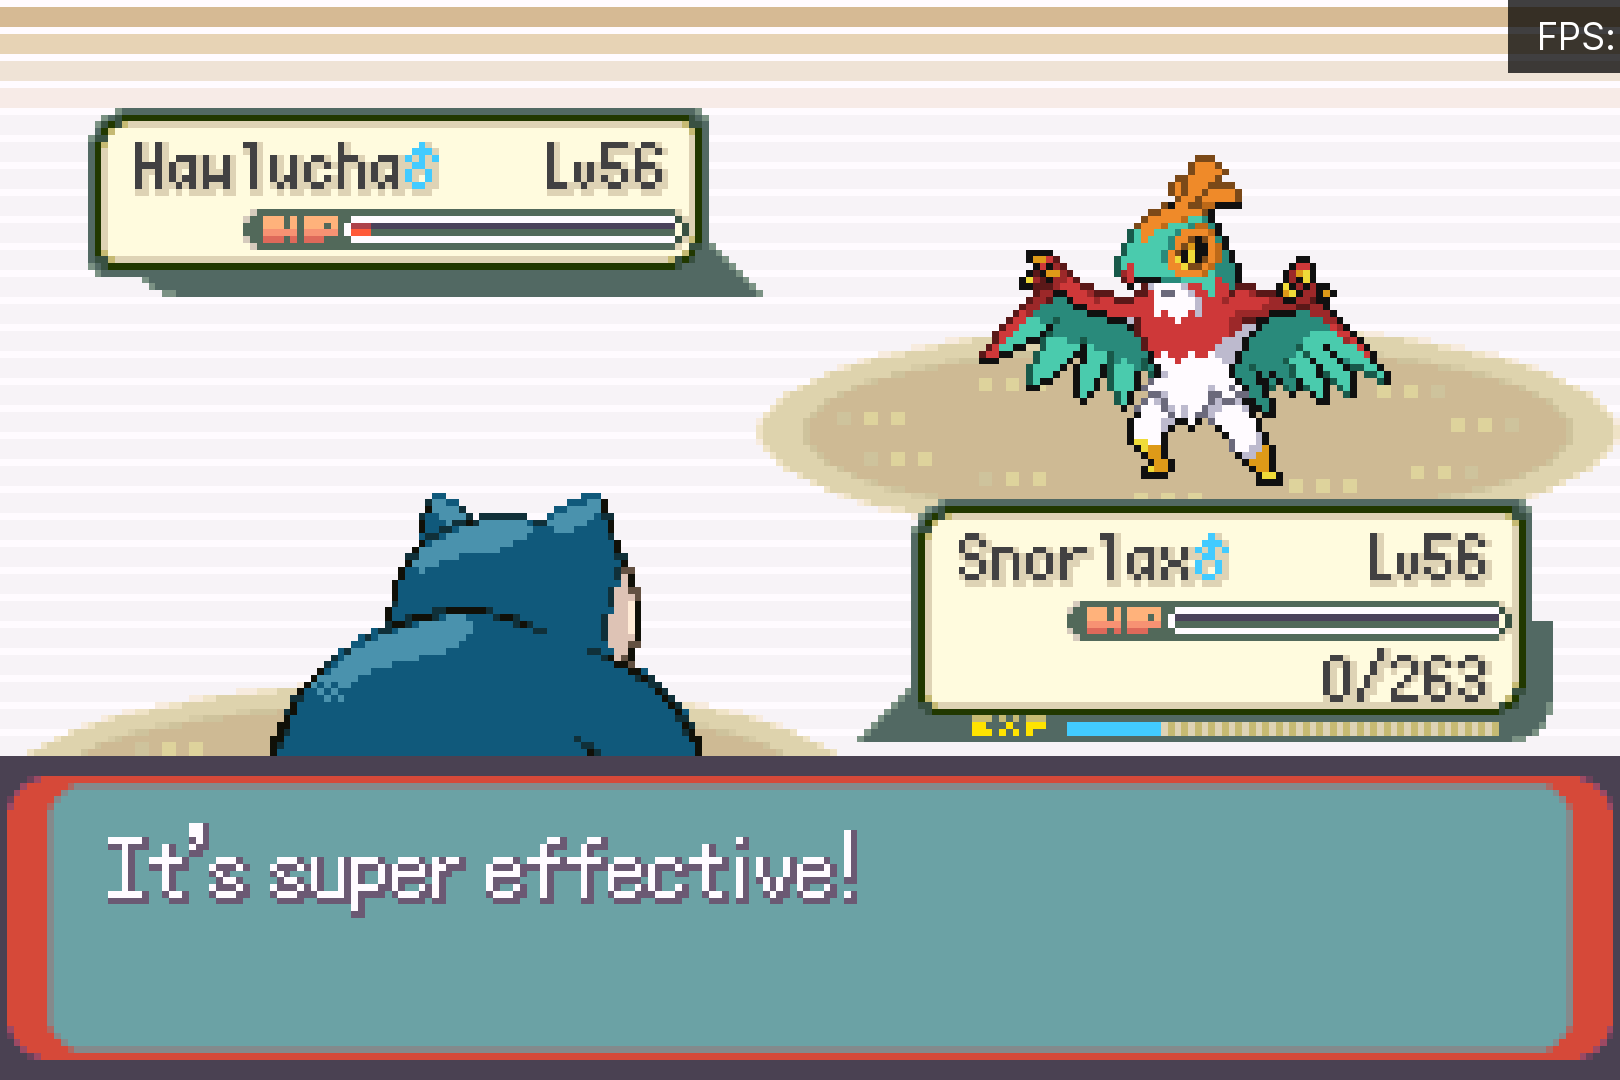 FPS:
Hawlucha♂ Lv56
HP
Snorlax♂ Lv56
HP
0/263
EXP
It's super effective!